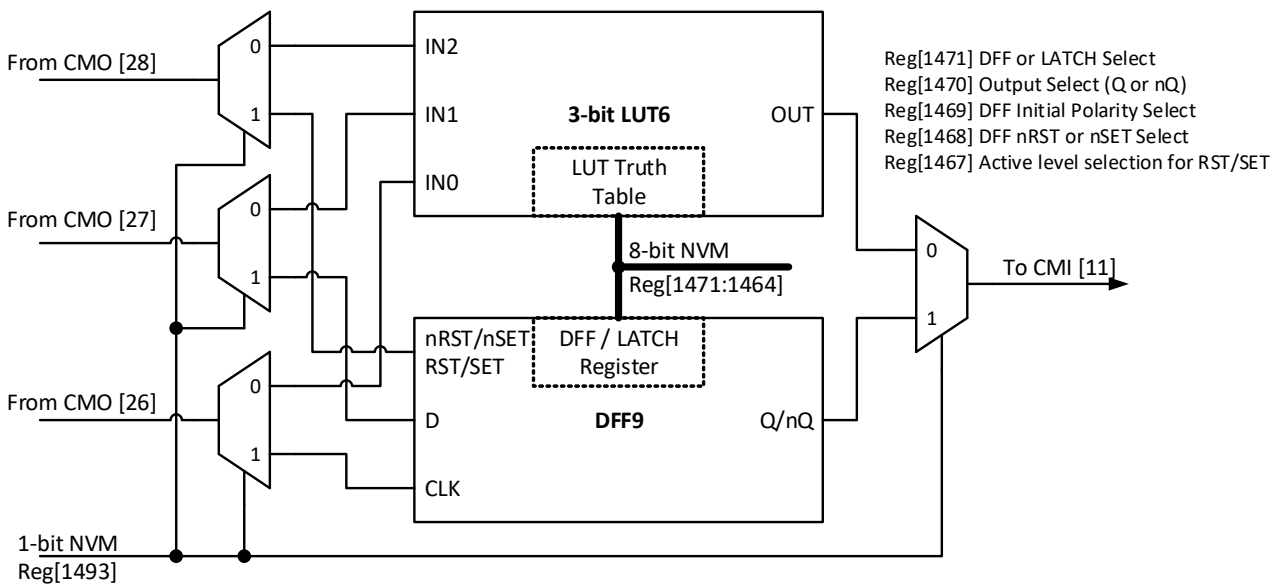 From CMO [28]
0
1
IN2
IN1
IN0
3-bit LUT6
OUT
LUT Truth
Table
Reg[1471] DFF or LATCH Select
Reg[1470] Output Select (Q or nQ)
Reg[1469] DFF Initial Polarity Select
Reg[1468] DFF nRST or nSET Select
Reg[1467] Active level selection for RST/SET
From CMO [27]
0
1
8-bit NVM
Reg[1471:1464]
0
1
To CMI [11]
From CMO [26]
0
1
nRST/nSET
RST/SET
D
CLK
DFF / LATCH
Register
DFF9
Q/nQ
1-bit NVM
Reg[1493]